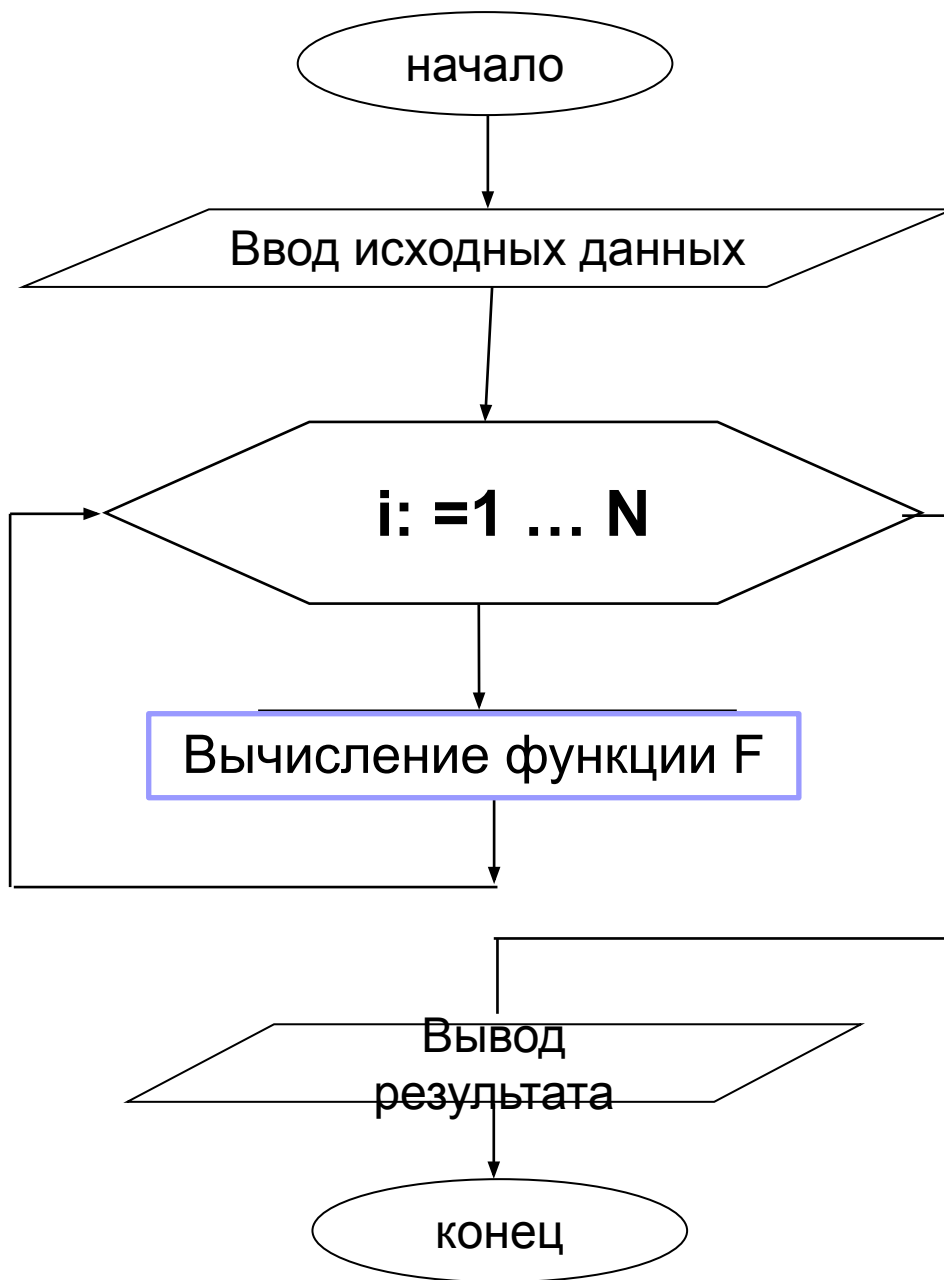 начало
Ввод исходных данных
i: =1 ... N
Вычисление функции F
Вывод
результата
конец